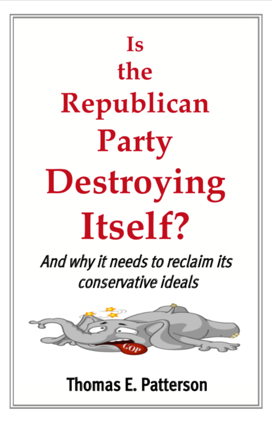 Is
the
Republican
Party
Destroying
Itself?
And why it needs to reclaim its
conservative ideals
GOP
Thomas E. Patterson